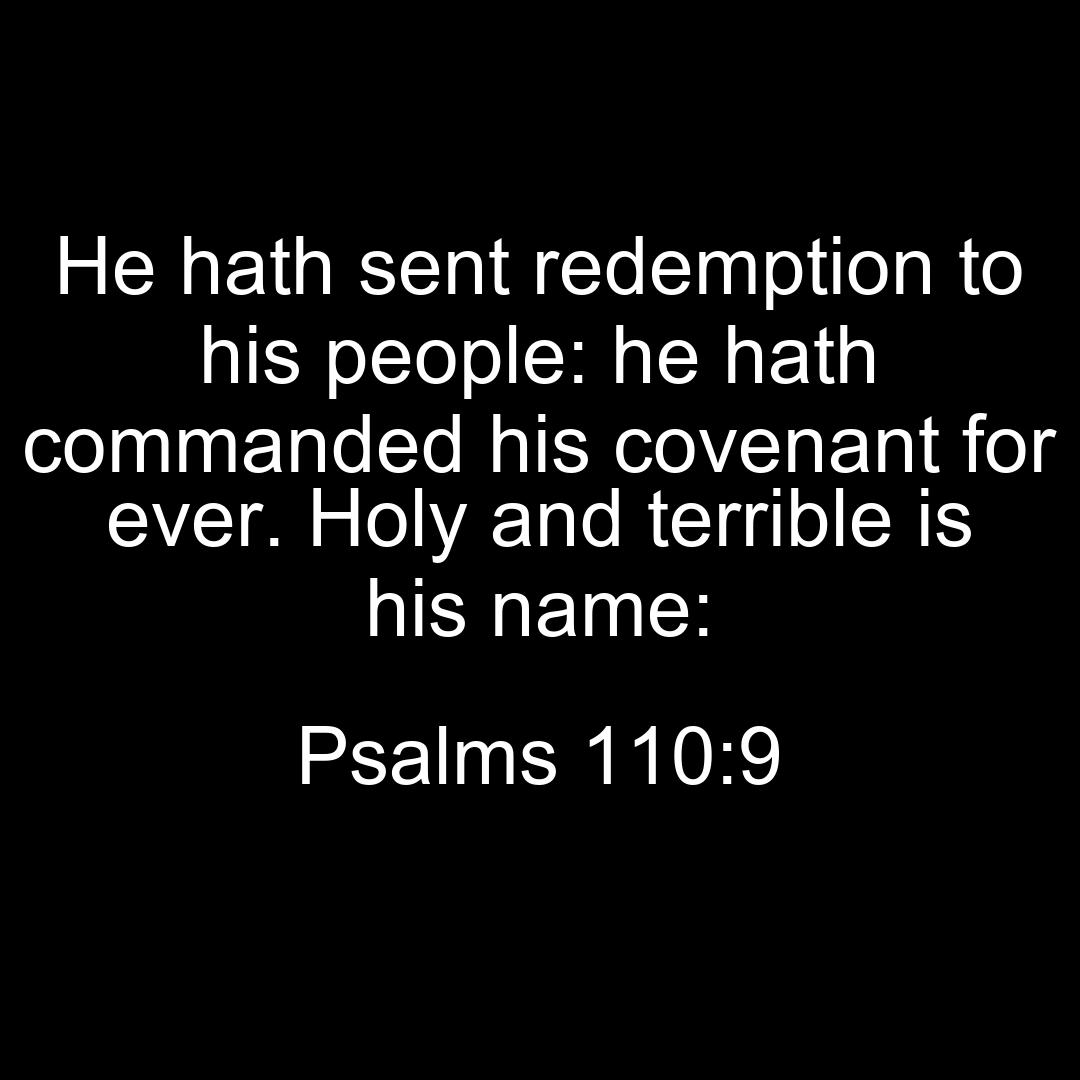 He hath sent redemption to
his people: he hath
commanded his covenant for
ever. Holy and terrible is
his name:
Psalms 110:9